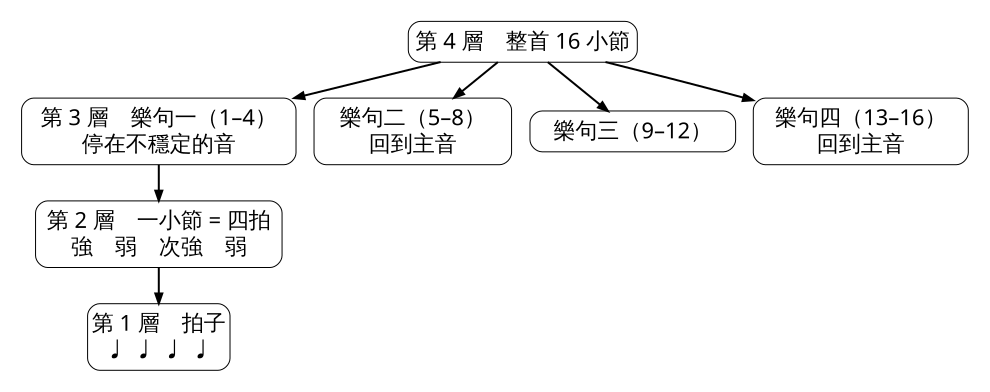 第 4 層　整首 16 小節
第 3 層　樂句一（1–4）
停在不穩定的音
樂句二（5–8）
回到主音
樂句三（9–12）
樂句四（13–16）
回到主音
第 2 層　一小節 = 四拍
強　弱　次強　弱
第 1 層　拍子
♩ ♩ ♩ ♩